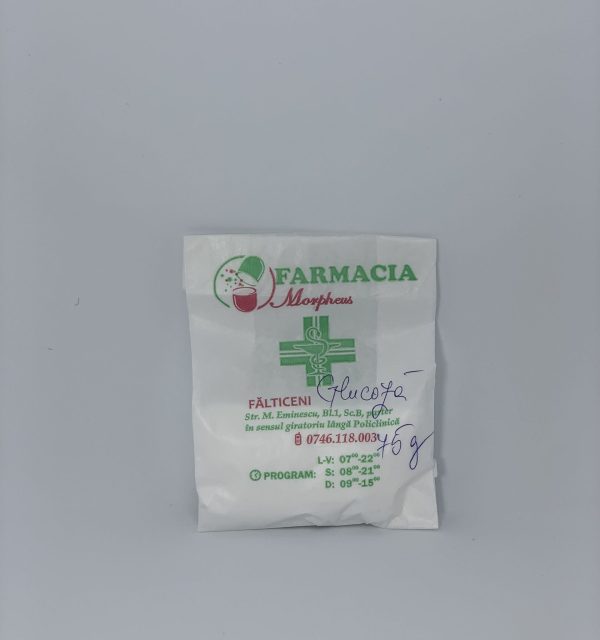 FARMACIA
Morpheus
Glucoză
FĂLTICENI
Str. M. Eminescu, Bl.1, Sc.B, parter
în sensul giratoriu lângă Policlinică
0746.118.003
75 g
L-V: 07⁰⁰-22⁰⁰
PROGRAM: S: 08⁰⁰-21⁰⁰
D: 09⁰⁰-15⁰⁰